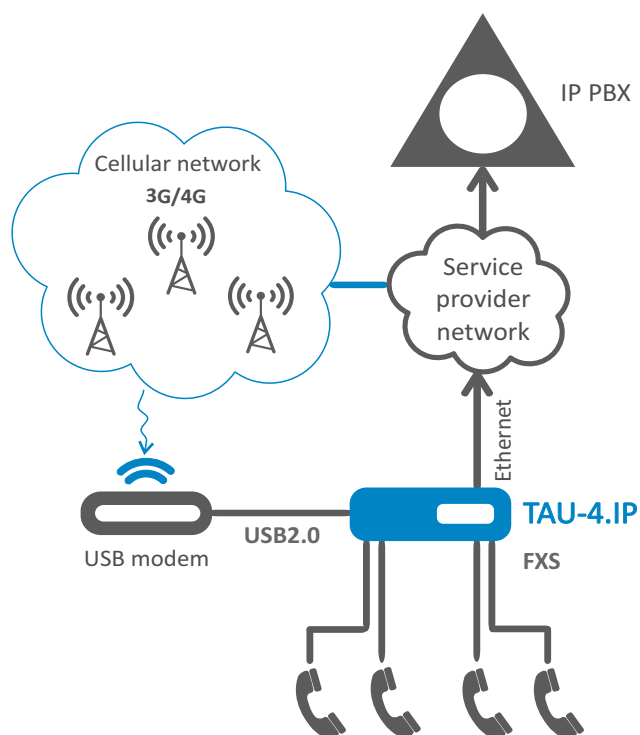 IP PBX
Cellular network
3G/4G
Service
provider
network
Ethernet
TAU-4.IP
USB2.0
FXS
USB modem